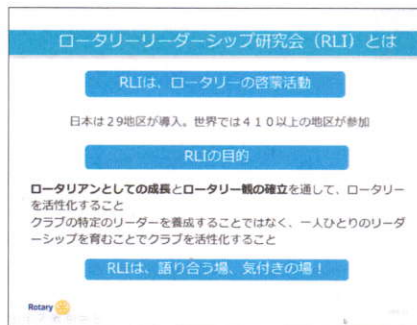 ロータリーリーダーシップ研究会（RLI）とは
RLIは、ロータリーの啓蒙活動
日本は２9地区が導入。世界では４１０以上の地区が参加
RLIの目的
ロータリアンとしての成長とロータリー観の確立を通して、ロータリー
を活性化すること
クラブの特定のリーダーを養成することではなく、一人ひとりのリーダ
ーシップを育むことでクラブを活性化すること
RLIは、語り合う場、気付きの場！
Rotary